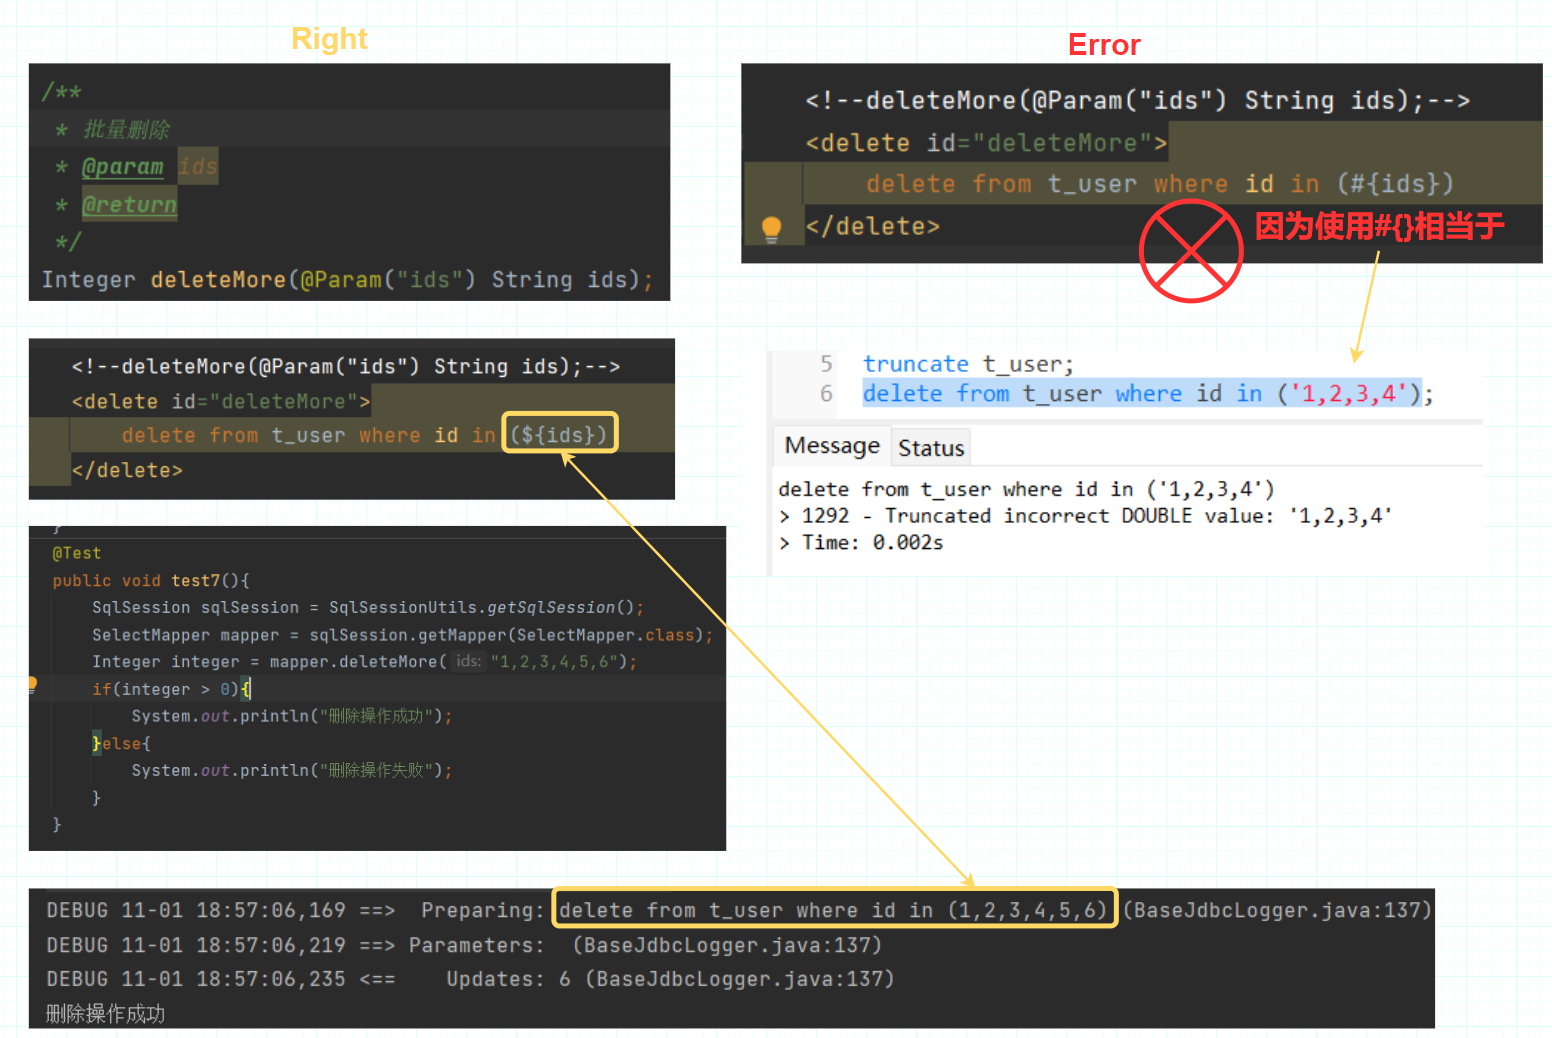 Right
/**
* 批量删除
* @param ids
* @return
*/
Integer deleteMore(@Param("ids") String ids);
<!--deleteMore(@Param("ids") String ids);-->
<delete id="deleteMore">
delete from t_user where id in (${ids})
</delete>
}
@Test
public void test7(){
SqlSession sqlSession = SqlSessionUtils.getSqlSession();
SelectMapper mapper = sqlSession.getMapper(SelectMapper.class);
Integer integer = mapper.deleteMore( ids: "1,2,3,4,5,6");
if(integer > 0){
System.out.println("删除操作成功");
}else{
System.out.println("删除操作失败");
}
}
Error
<!--deleteMore(@Param("ids") String ids);-->
<delete id="deleteMore">
delete from t_user where id in (#{ids})
</delete>
因为使用#{}相当于
5 truncate t_user;
6 delete from t_user where id in ('1,2,3,4');
Message Status
delete from t_user where id in ('1,2,3,4')
> 1292 - Truncated incorrect DOUBLE value: '1,2,3,4'
> Time: 0.002s
DEBUG 11-01 18:57:06,169 ==>  Preparing: delete from t_user where id in (1,2,3,4,5,6) (BaseJdbcLogger.java:137)
DEBUG 11-01 18:57:06,219 ==> Parameters:  (BaseJdbcLogger.java:137)
DEBUG 11-01 18:57:06,235 <==    Updates: 6 (BaseJdbcLogger.java:137)
删除操作成功